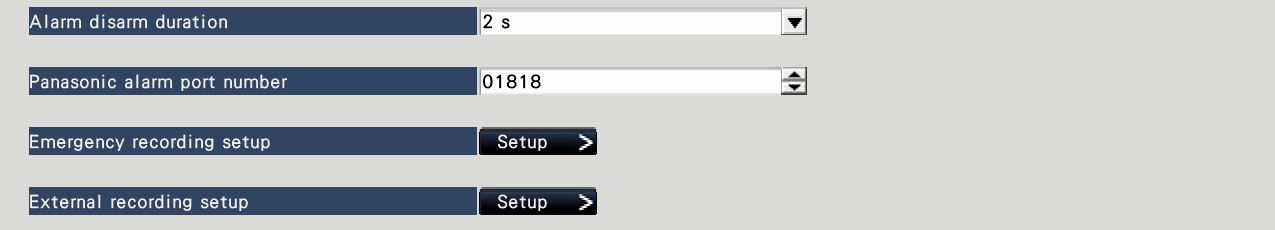 Alarm disarm duration 2 s
Panasonic alarm port number 01818
Emergency recording setup Setup >
External recording setup Setup >